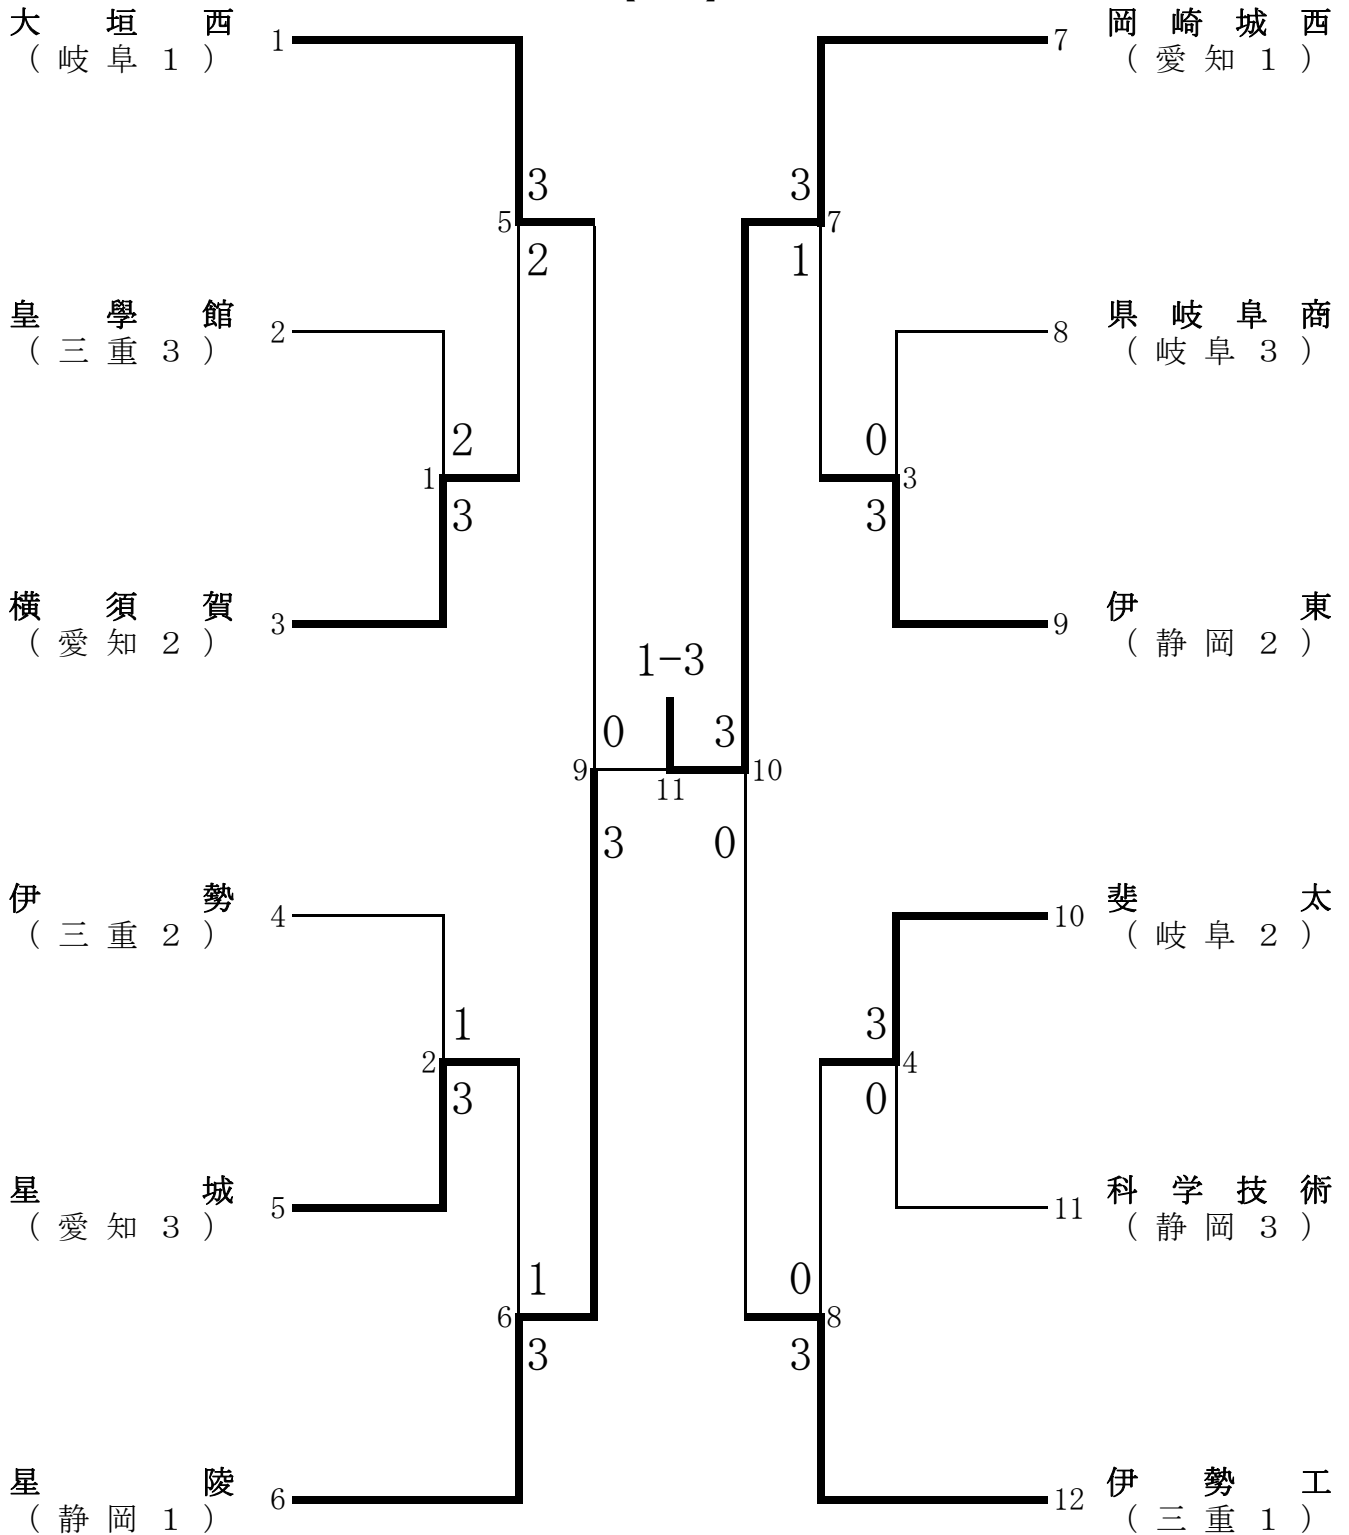 大垣西
（岐阜１）
1
皇學館
（三重３）
2
横須賀
（愛知２）
3
伊勢
（三重２）
4
星城
（愛知３）
5
星陵
（静岡１）
6
岡崎城西
（愛知１）
7
県岐阜商
（岐阜３）
8
伊東
（静岡２）
9
斐太
（岐阜２）
10
科学技術
（静岡３）
11
伊勢工
（三重１）
12
3
5
2
2
1
3
1
2
3
1
6
3
0
9
3
1-3
11
3
10
0
3
7
1
0
3
3
3
4
0
0
8
3